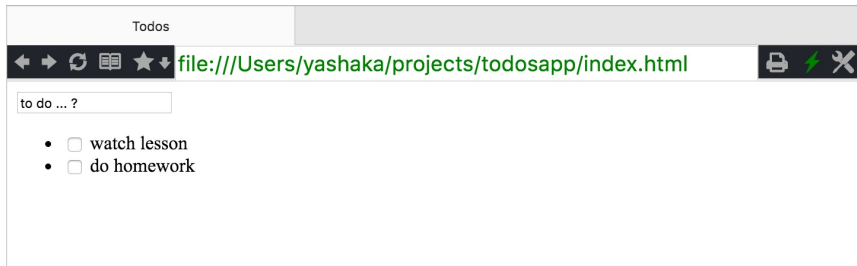 Todos
file:///Users/yashaka/projects/todosapp/index.html
to do ... ?
watch lesson
do homework